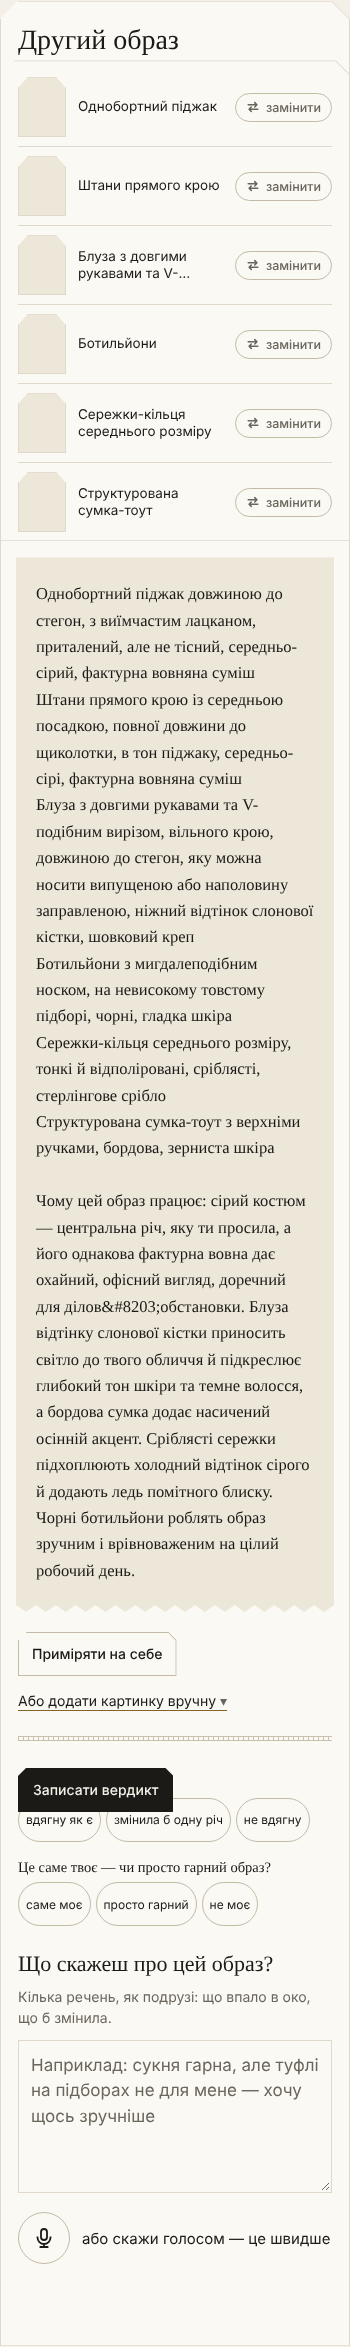 Другий образ
Однобортний піджак
замінити
Штани прямого крою
замінити
Блуза з довгими
рукавами та V-...
замінити
Ботильйони
замінити
Сережки-кільця
середнього розміру
замінити
Структурована
сумка-тоут
замінити
Однобортний піджак довжиною до
стегон, з виїмчастим лацканом,
приталений, але не тісний, середньо-
сірий, фактурна вовняна суміш
Штани прямого крою із середньою
посадкою, повної довжини до
щиколотки, в тон піджаку, середньо-
сірі, фактурна вовняна суміш
Блуза з довгими рукавами та V-
подібним вирізом, вільного крою,
довжиною до стегон, яку можна
носити випущеною або наполовину
заправленою, ніжний відтінок слонової
кістки, шовковий креп
Ботильйони з мигдалеподібним
носком, на невисокому товстому
підборі, чорні, гладка шкіра
Сережки-кільця середнього розміру,
тонкі й відполіровані, сріблясті,
стерлінгове срібло
Структурована сумка-тоут з верхніми
ручками, бордова, зерниста шкіра
Чому цей образ працює: сірий костюм
— центральна річ, яку ти просила, а
його однакова фактурна вовна дає
охайний, офісний вигляд, доречний
для ділов&#8203;обстановки. Блуза
відтінку слонової кістки приносить
світло до твого обличчя й підкреслює
глибокий тон шкіри та темне волосся,
а бордова сумка додає насичений
осінній акцент. Сріблясті сережки
підхоплюють холодний відтінок сірого
й додають ледь помітного блиску.
Чорні ботильйони роблять образ
зручним і врівноваженим на цілий
робочий день.
Приміряти на себе
Або додати картинку вручну ▾
Записати вердикт
вдягну як є
змінила б одну річ
не вдягну
Це саме твоє — чи просто гарний образ?
саме моє
просто гарний
не моє
Що скажеш про цей образ?
Кілька речень, як подрузі: що впало в око,
що б змінила.
Наприклад: сукня гарна, але туфлі
на підборах не для мене — хочу
щось зручніше
або скажи голосом — це швидше